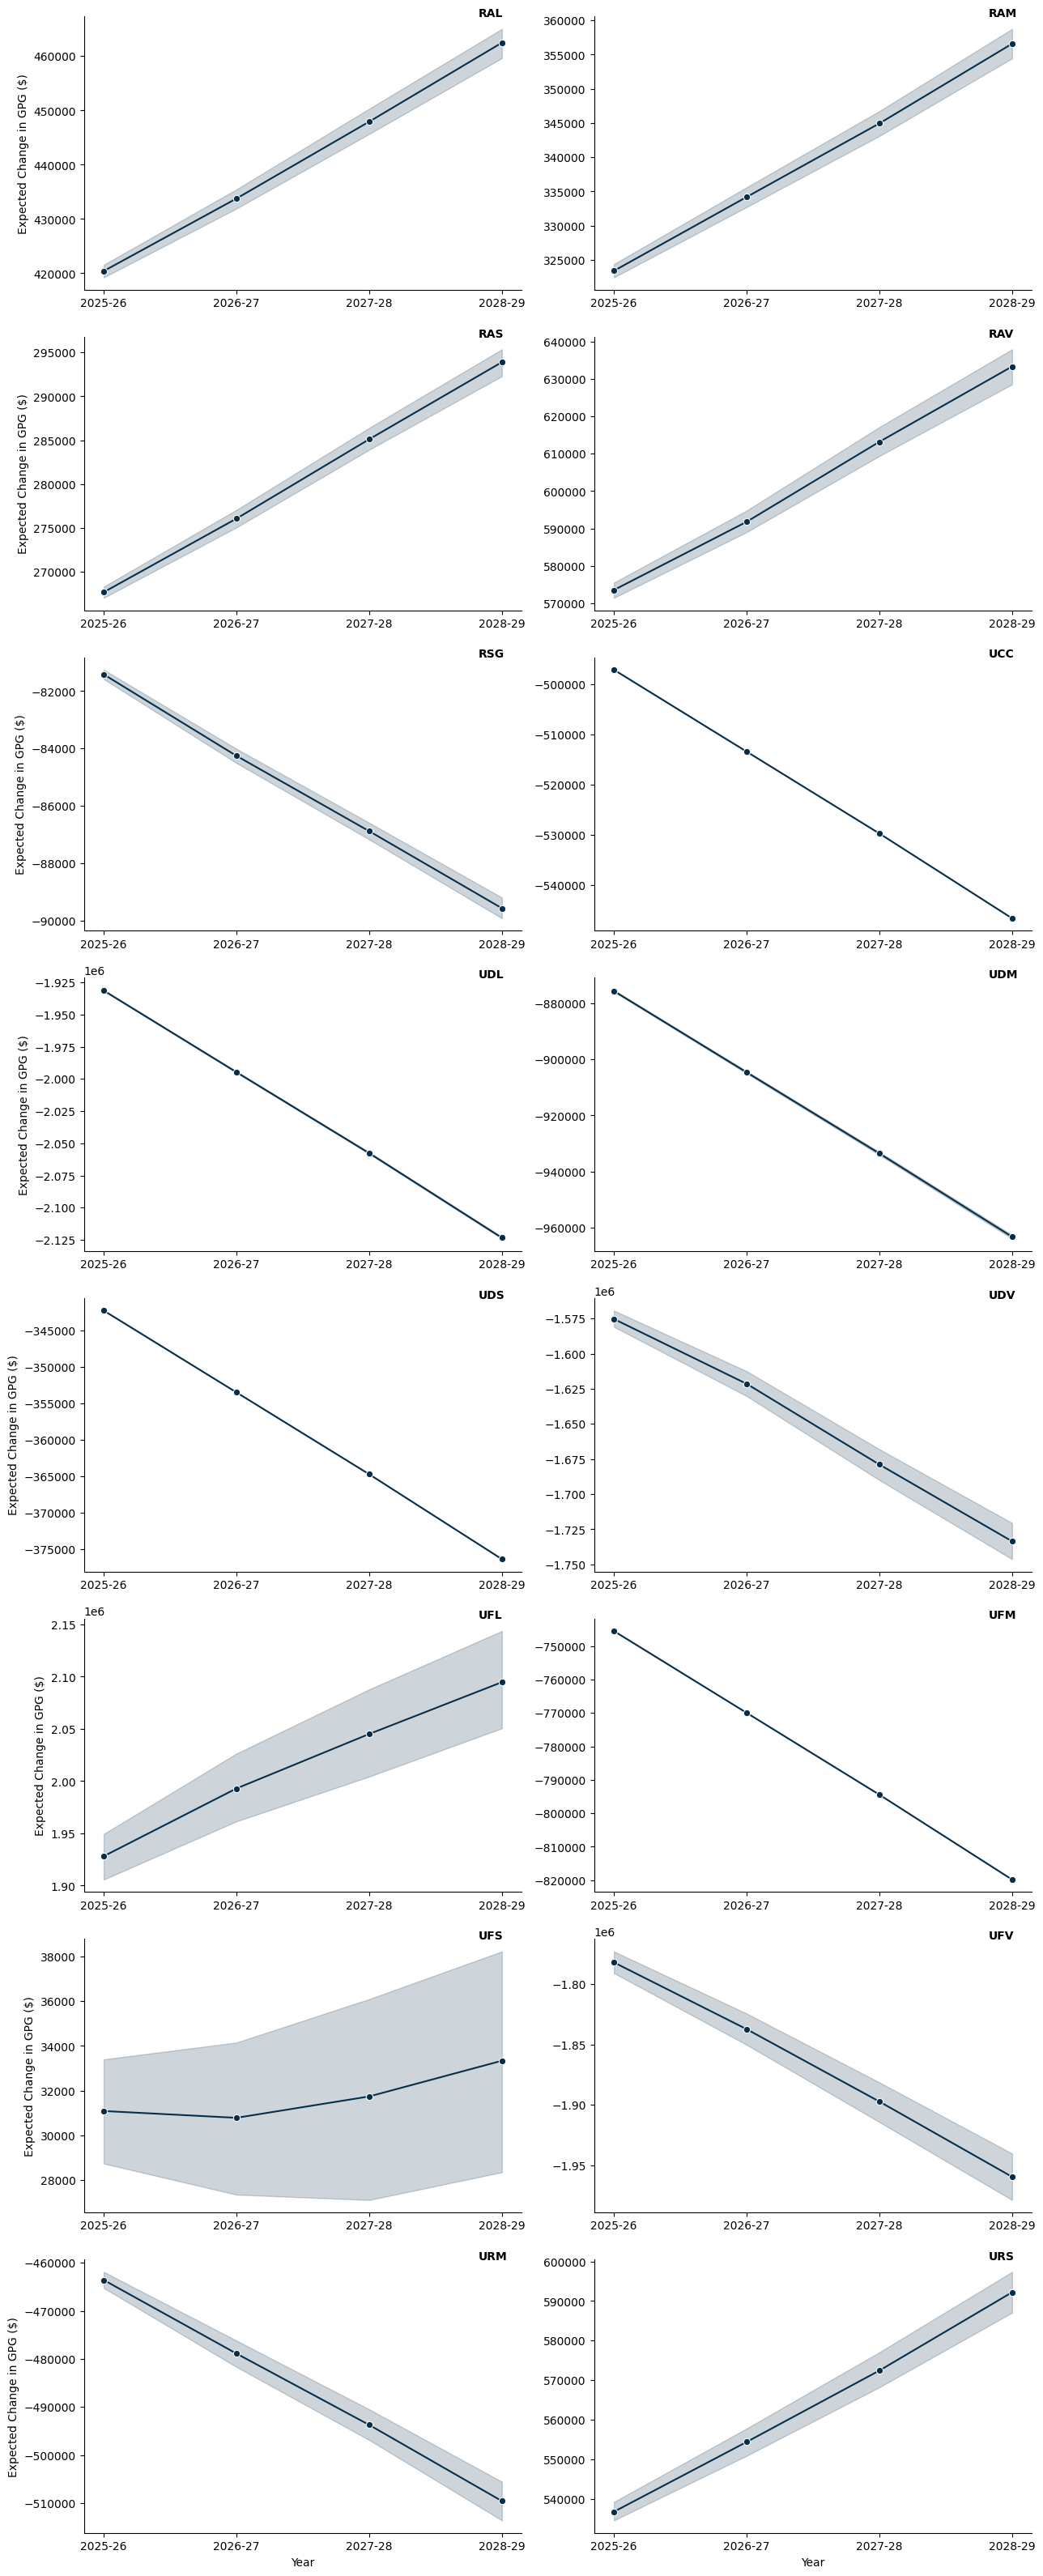 RAL
RAM
Expected Change in GPG ($)
460000
450000
440000
430000
420000
360000
355000
350000
345000
340000
335000
330000
325000
2025-26 2026-27 2027-28 2028-29
2025-26 2026-27 2027-28 2028-29
RAS
RAV
Expected Change in GPG ($)
295000
290000
285000
280000
275000
270000
640000
630000
620000
610000
600000
590000
580000
570000
2025-26 2026-27 2027-28 2028-29
2025-26 2026-27 2027-28 2028-29
RSG
UCC
Expected Change in GPG ($)
−82000
−84000
−86000
−88000
−90000
−500000
−510000
−520000
−530000
−540000
2025-26 2026-27 2027-28 2028-29
2025-26 2026-27 2027-28 2028-29
1e6
UDL
UDM
Expected Change in GPG ($)
−1.925
−1.950
−1.975
−2.000
−2.025
−2.050
−2.075
−2.100
−2.125
−880000
−900000
−920000
−940000
−960000
2025-26 2026-27 2027-28 2028-29
2025-26 2026-27 2027-28 2028-29
UDS
1e6
UDV
Expected Change in GPG ($)
−345000
−350000
−355000
−360000
−365000
−370000
−375000
−1.575
−1.600
−1.625
−1.650
−1.675
−1.700
−1.725
−1.750
2025-26 2026-27 2027-28 2028-29
2025-26 2026-27 2027-28 2028-29
1e6
UFL
UFM
Expected Change in GPG ($)
2.15
2.10
2.05
2.00
1.95
1.90
−750000
−760000
−770000
−780000
−790000
−800000
−810000
−820000
2025-26 2026-27 2027-28 2028-29
2025-26 2026-27 2027-28 2028-29
UFS
1e6
UFV
Expected Change in GPG ($)
38000
36000
34000
32000
30000
28000
−1.80
−1.85
−1.90
−1.95
2025-26 2026-27 2027-28 2028-29
2025-26 2026-27 2027-28 2028-29
URM
URS
Expected Change in GPG ($)
−460000
−470000
−480000
−490000
−500000
−510000
600000
590000
580000
570000
560000
550000
540000
2025-26 2026-27 2027-28 2028-29
2025-26 2026-27 2027-28 2028-29
Year
Year